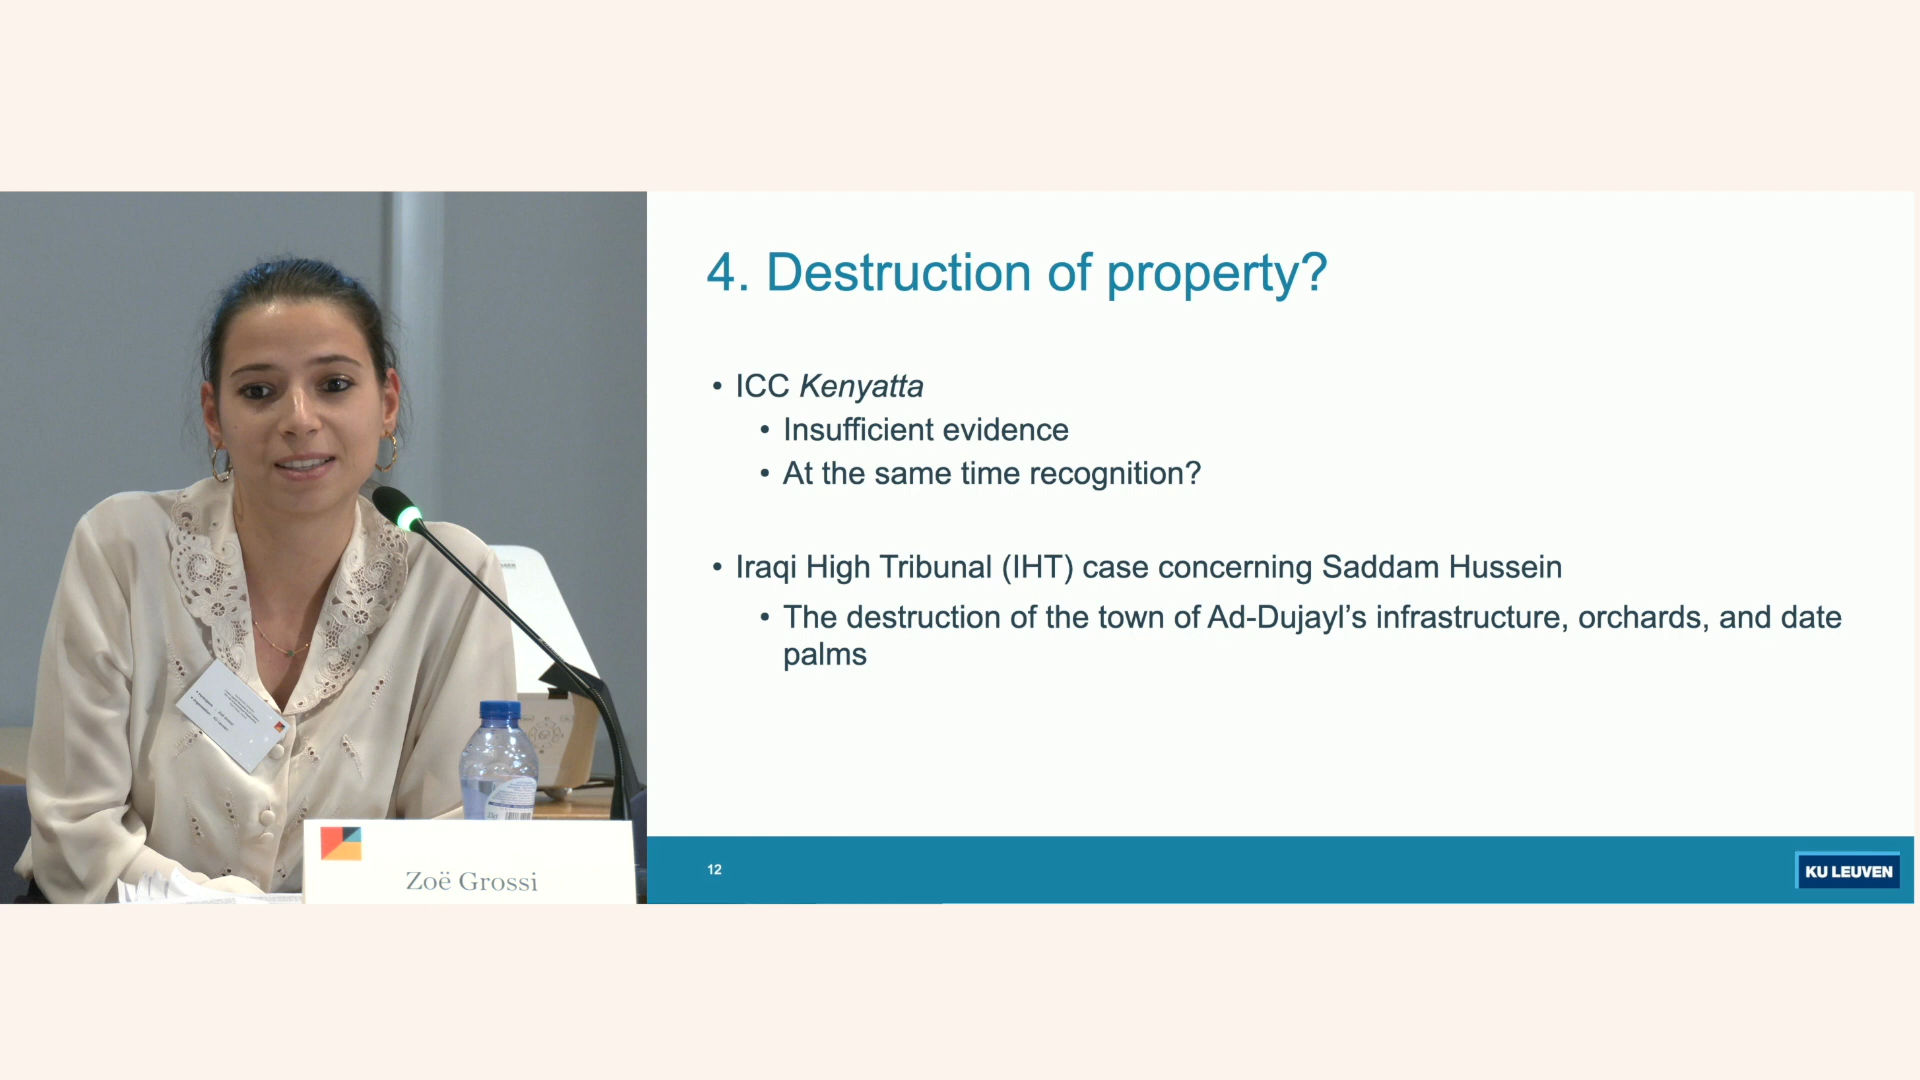 4. Destruction of property?
• ICC Kenyatta
• Insufficient evidence
• At the same time recognition?
• Iraqi High Tribunal (IHT) case concerning Saddam Hussein
• The destruction of the town of Ad-Dujayl’s infrastructure, orchards, and date
palms
12
KU LEUVEN
Zoë Grossi